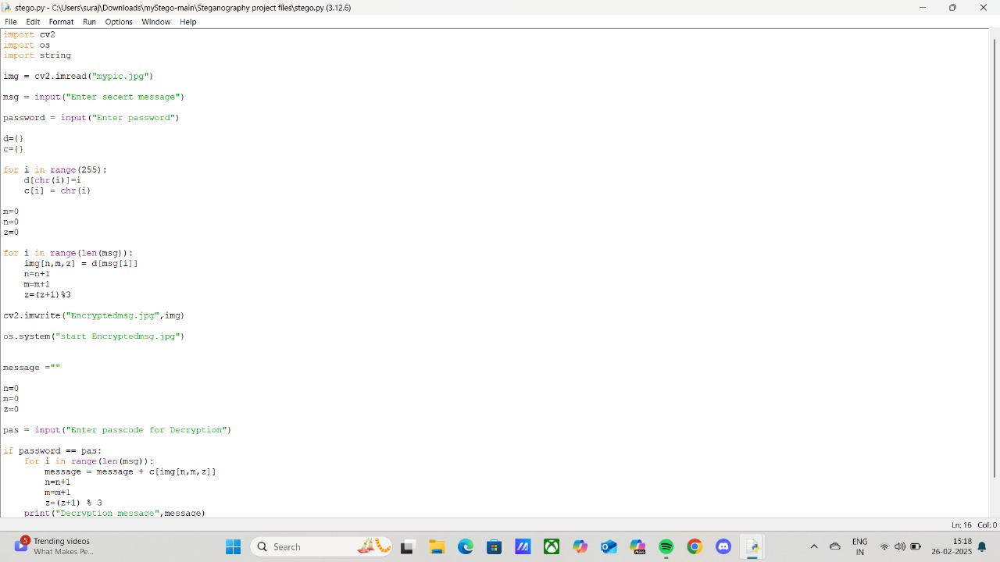 stego.py - C:\Users\suraj\Downloads\myStego-main\Steganography project files\stego.py (3.12.6)
File Edit Format Run Options Window Help
import cv2
import os
import string
img = cv2.imread("mypic.jpg")
msg = input("Enter secert message")
password = input("Enter password")
d={}
c={}
for i in range(255):
    d[chr(i)]=i
    c[i] = chr(i)
m=0
n=0
z=0
for i in range(len(msg)):
    img[n,m,z] = d[msg[i]]
    n=n+1
    m=m+1
    z=(z+1)%3
cv2.imwrite("Encryptedmsg.jpg",img)
os.system("start Encryptedmsg.jpg")
message =""
n=0
m=0
z=0
pas = input("Enter passcode for Decryption")
if password == pas:
    for i in range(len(msg)):
        message = message + c[img[n,m,z]]
        n=n+1
        m=m+1
        z=(z+1) % 3
    print("Decryption message",message)
Ln: 16 Col: 0
5
Trending videos
What Makes Pe...
Search
M365
ENG
IN
13:18
26-02-2025